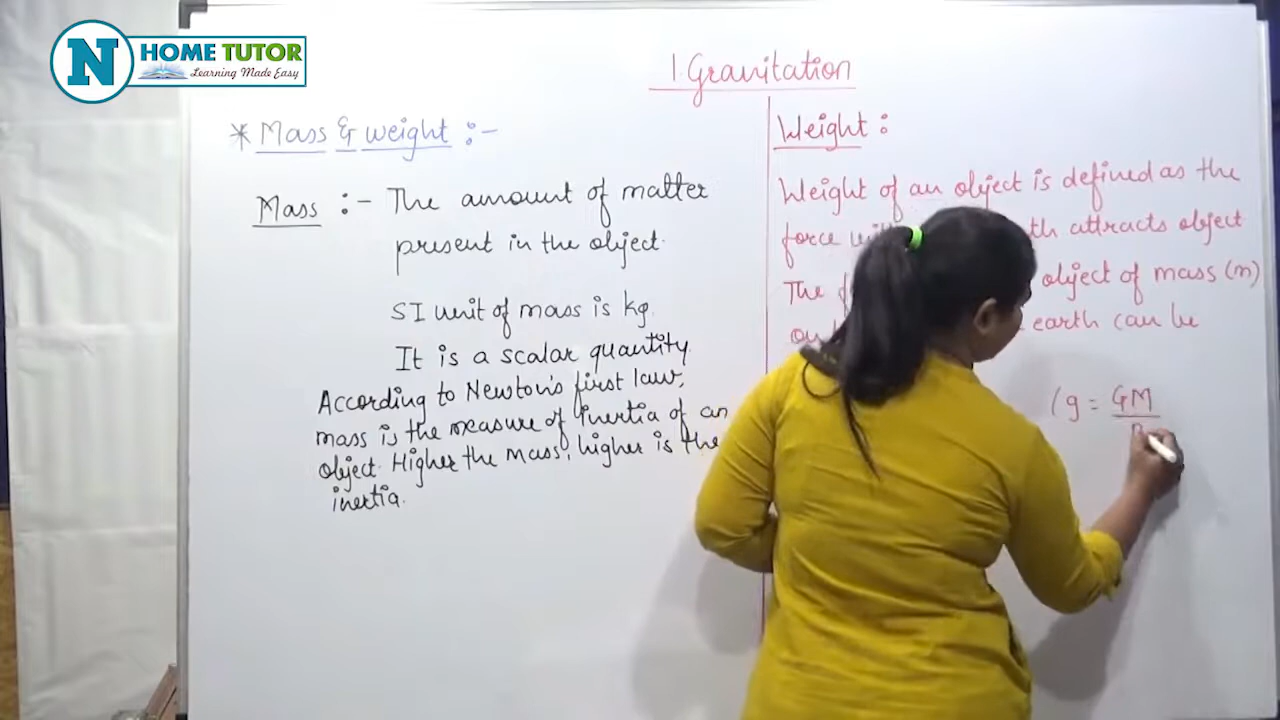 N HOME TUTOR
Learning Made Easy
1. Gravitation
* Mass & weight :-
Mass :- The amount of matter
present in the object.
SI unit of mass is kg.
It is a scalar quantity
According to Newton's first law,
mass is the measure of inertia of an
object. Higher the mass, higher is the
inertia.
Weight :
Weight of an object is defined as the
force attracts object
The object of mass (m)
earth can be
(g = GM